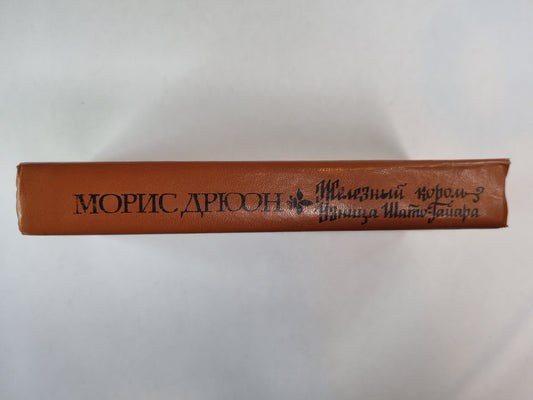 МОРИС ДРЮОН
Железный король
Узница Шато-Гайара